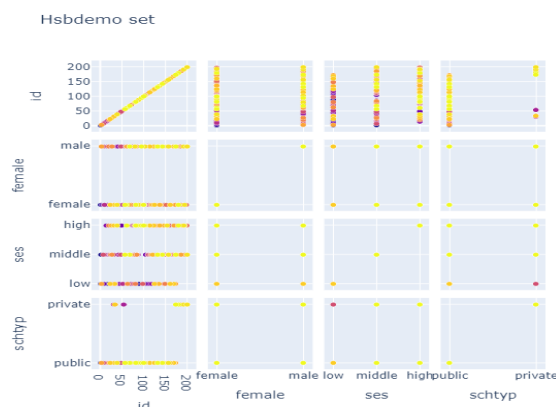 Hsbdemo set
200
150
100
50
0
id
male
female
female
high
middle
low
ses
private
public
schtyp
0
50
100
150
200
id
female
male
female
low
middle
high
ses
public
private
schtyp